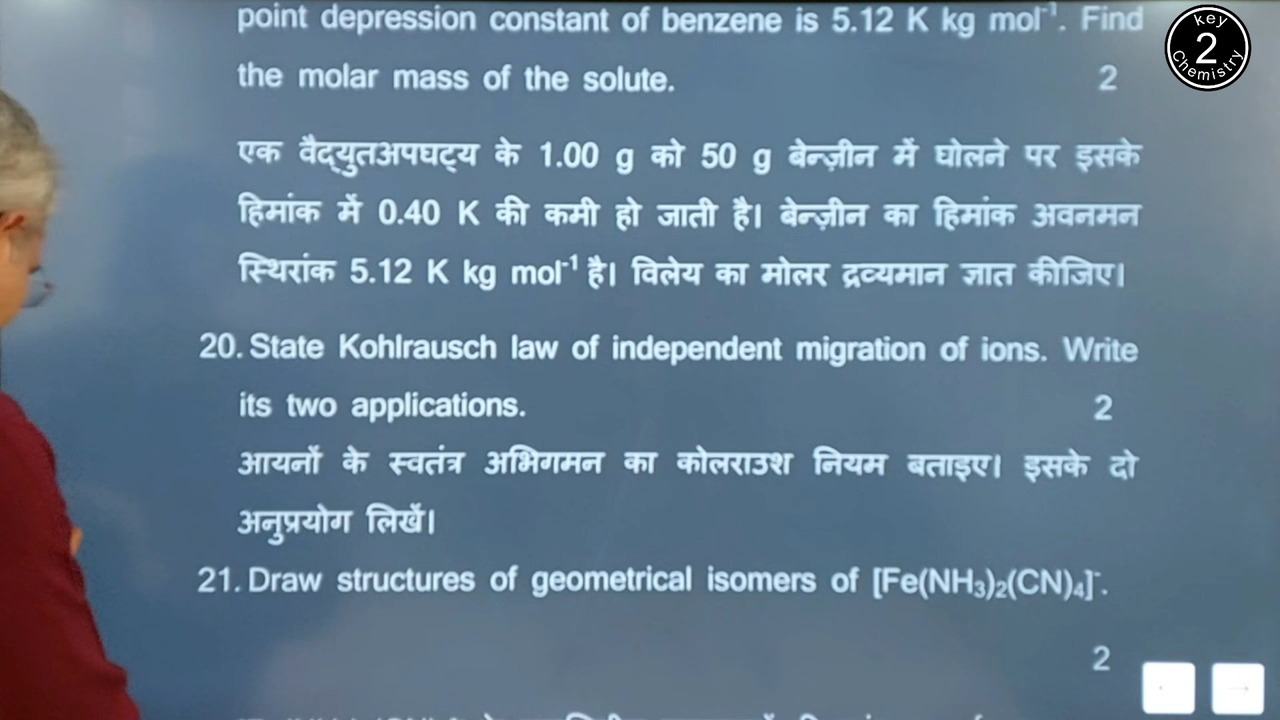 point depression constant of benzene is 5.12 K kg mol⁻¹. Find
the molar mass of the solute. 2
एक वैद्युतअपघट्य के 1.00 g को 50 g बेन्ज़ीन में घोलने पर इसके
हिमांक में 0.40 K की कमी हो जाती है। बेन्ज़ीन का हिमांक अवनमन
स्थिरांक 5.12 K kg mol⁻¹ है। विलेय का मोलर द्रव्यमान ज्ञात कीजिए।
20. State Kohlrausch law of independent migration of ions. Write
its two applications. 2
आयनों के स्वतंत्र अभिगमन का कोलराउश नियम बताइए। इसके दो
अनुप्रयोग लिखें।
21. Draw structures of geometrical isomers of [Fe(NH₃)₂(CN)₄]⁻.
2
key
2
Chemistry